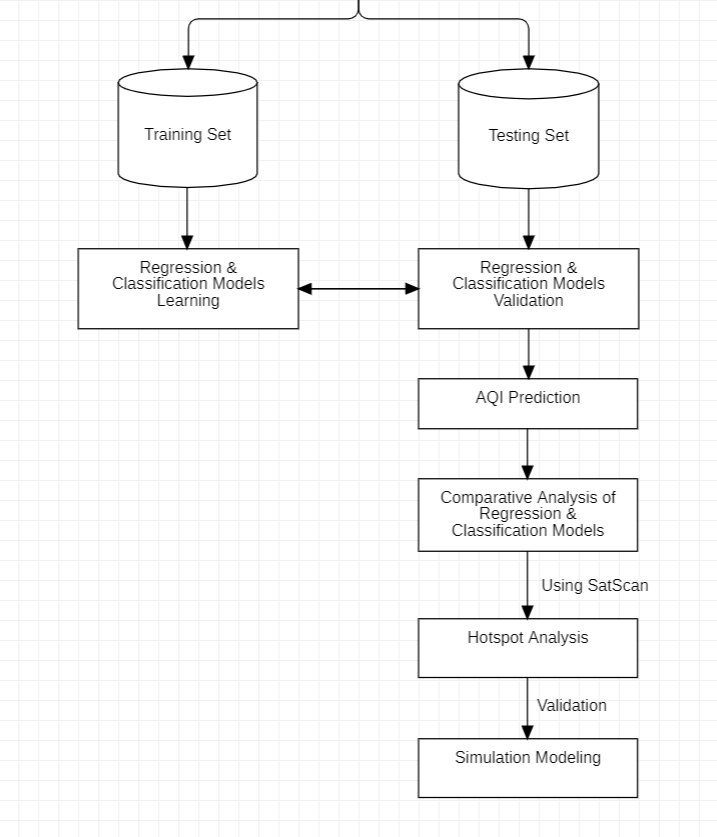 Training Set
Testing Set
Regression &
Classification Models
Learning
Regression &
Classification Models
Validation
AQI Prediction
Comparative Analysis of
Regression &
Classification Models
Using SatScan
Hotspot Analysis
Validation
Simulation Modeling